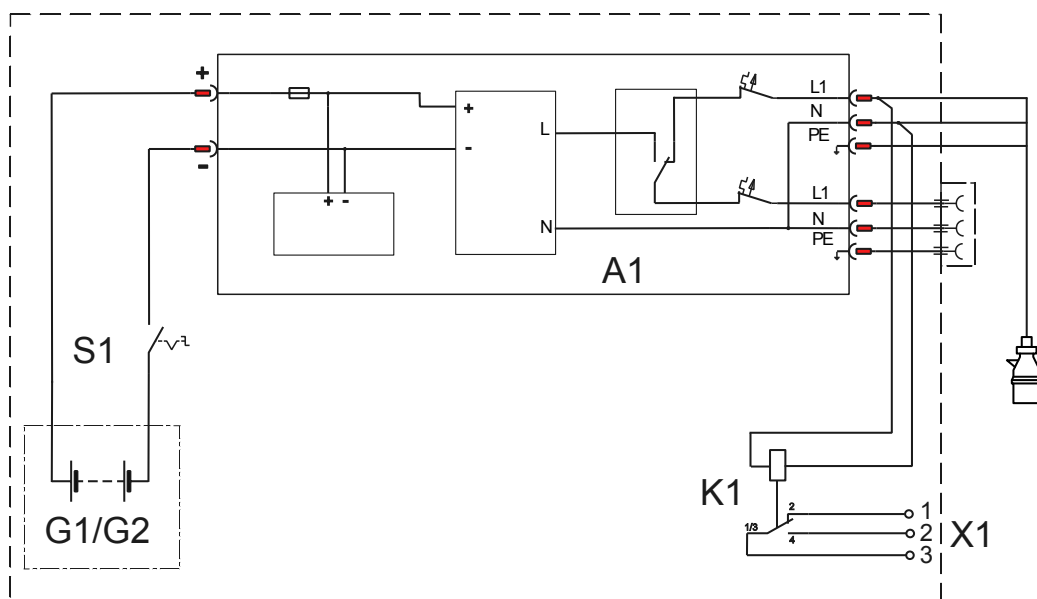 +
L1
N
PE
+
L
-
-
+ -
L1
N
N
PE
A1
S1
K1
G1/G2
2
1
1/3
2
X1
4
3